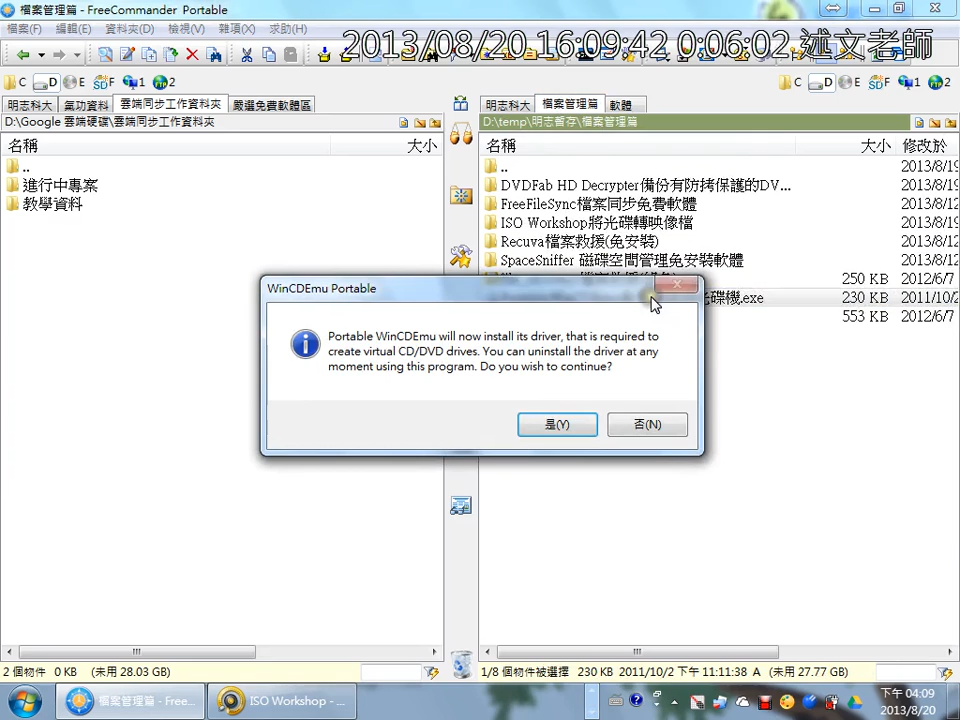 檔案管理篇 - FreeCommander Portable
檔案(F) 編輯(E) 資料夾(D) 檢視(V) 雜項(X) 求助(H)
2013/08/20 16:09:42 0:06:02 述文老師
C D E F 1 2
C D E F 1 2
明志科大 氣功資料 雲端同步工作資料夾 嚴選免費軟體區
明志科大 檔案管理篇 軟體
D:\Google 雲端硬碟\雲端同步工作資料夾
D:\temp\明志暫存\檔案管理篇
名稱 大小
名稱 大小 修改於
..
進行中專案
教學資料
.. 2013/8/19
DVDFab HD Decrypter備份有防拷保護的DV... 2013/8/19
FreeFileSync檔案同步免費軟體 2013/8/19
ISO Workshop將光碟轉映像檔 2013/8/19
Recuva檔案救援(免安裝) 2013/8/19
SpaceSniffer 磁碟空間管理免安裝軟體 2013/8/19
250 KB 2012/6/7
光碟機.exe 230 KB 2011/10/2
553 KB 2012/6/7
WinCDEmu Portable
Portable WinCDEmu will now install its driver, that is required to
create virtual CD/DVD drives. You can uninstall the driver at any
moment using this program. Do you wish to continue?
是(Y) 否(N)
2 個物件 0 KB (未用 28.03 GB)
1/8 個物件被選擇 230 KB 2011/10/2 下午 11:11:38 A (未用 27.77 GB)
檔案管理篇 - Free...
ISO Workshop - ...
下午 04:09
2013/8/20